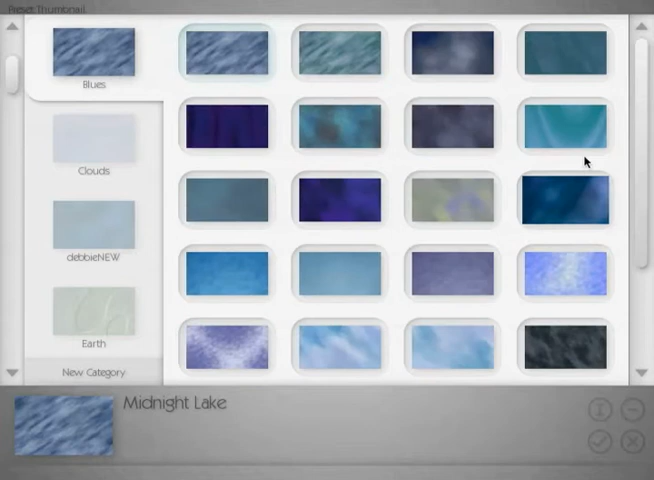 Preset: Thumbnail
Blues
Clouds
debbieNEW
Earth
New Category
Midnight Lake